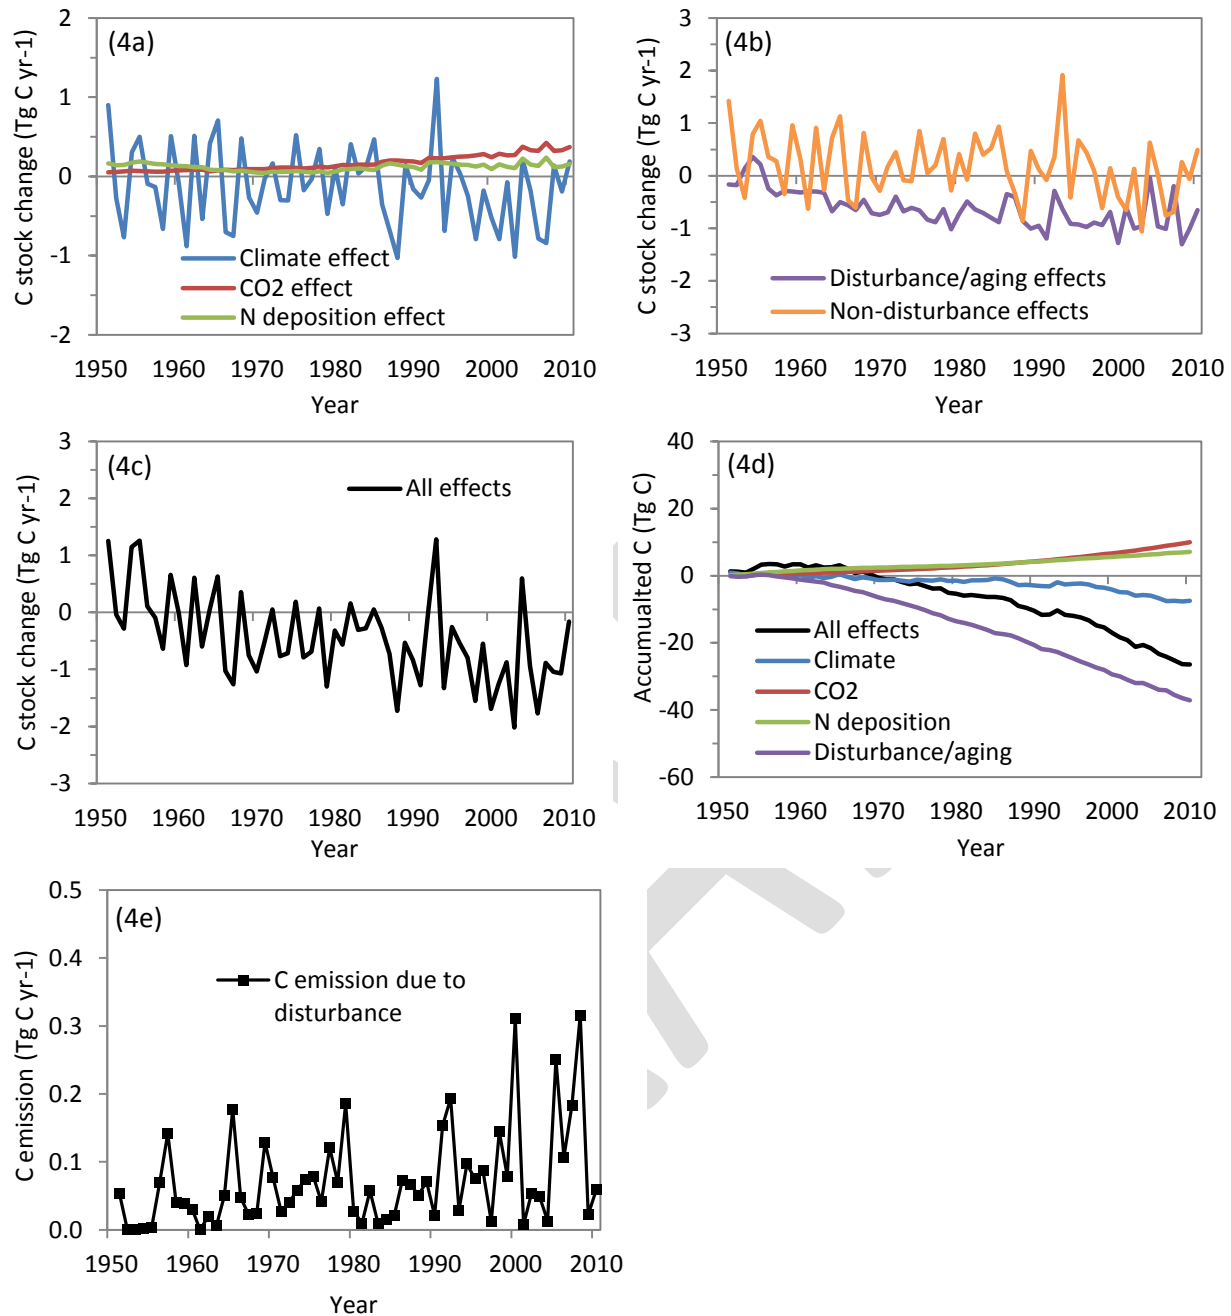 (4a)
C stock change (Tg C yr-1)
2
1
0
-1
-2
Climate effect
CO2 effect
N deposition effect
1950 1960 1970 1980 1990 2000 2010
Year
(4b)
C stock change (Tg C yr-1)
3
2
1
0
-1
-2
-3
Disturbance/aging effects
Non-disturbance effects
1950 1960 1970 1980 1990 2000 2010
Year
(4c)
C stock change (Tg C yr-1)
3
2
1
0
-1
-2
-3
All effects
1950 1960 1970 1980 1990 2000 2010
Year
(4d)
Accumualted C (Tg C)
40
20
0
-20
-40
-60
All effects
Climate
CO2
N deposition
Disturbance/aging
1950 1960 1970 1980 1990 2000 2010
Year
(4e)
C emission (Tg C yr-1)
0.5
0.4
0.3
0.2
0.1
0.0
C emission due to
disturbance
1950 1960 1970 1980 1990 2000 2010
Year